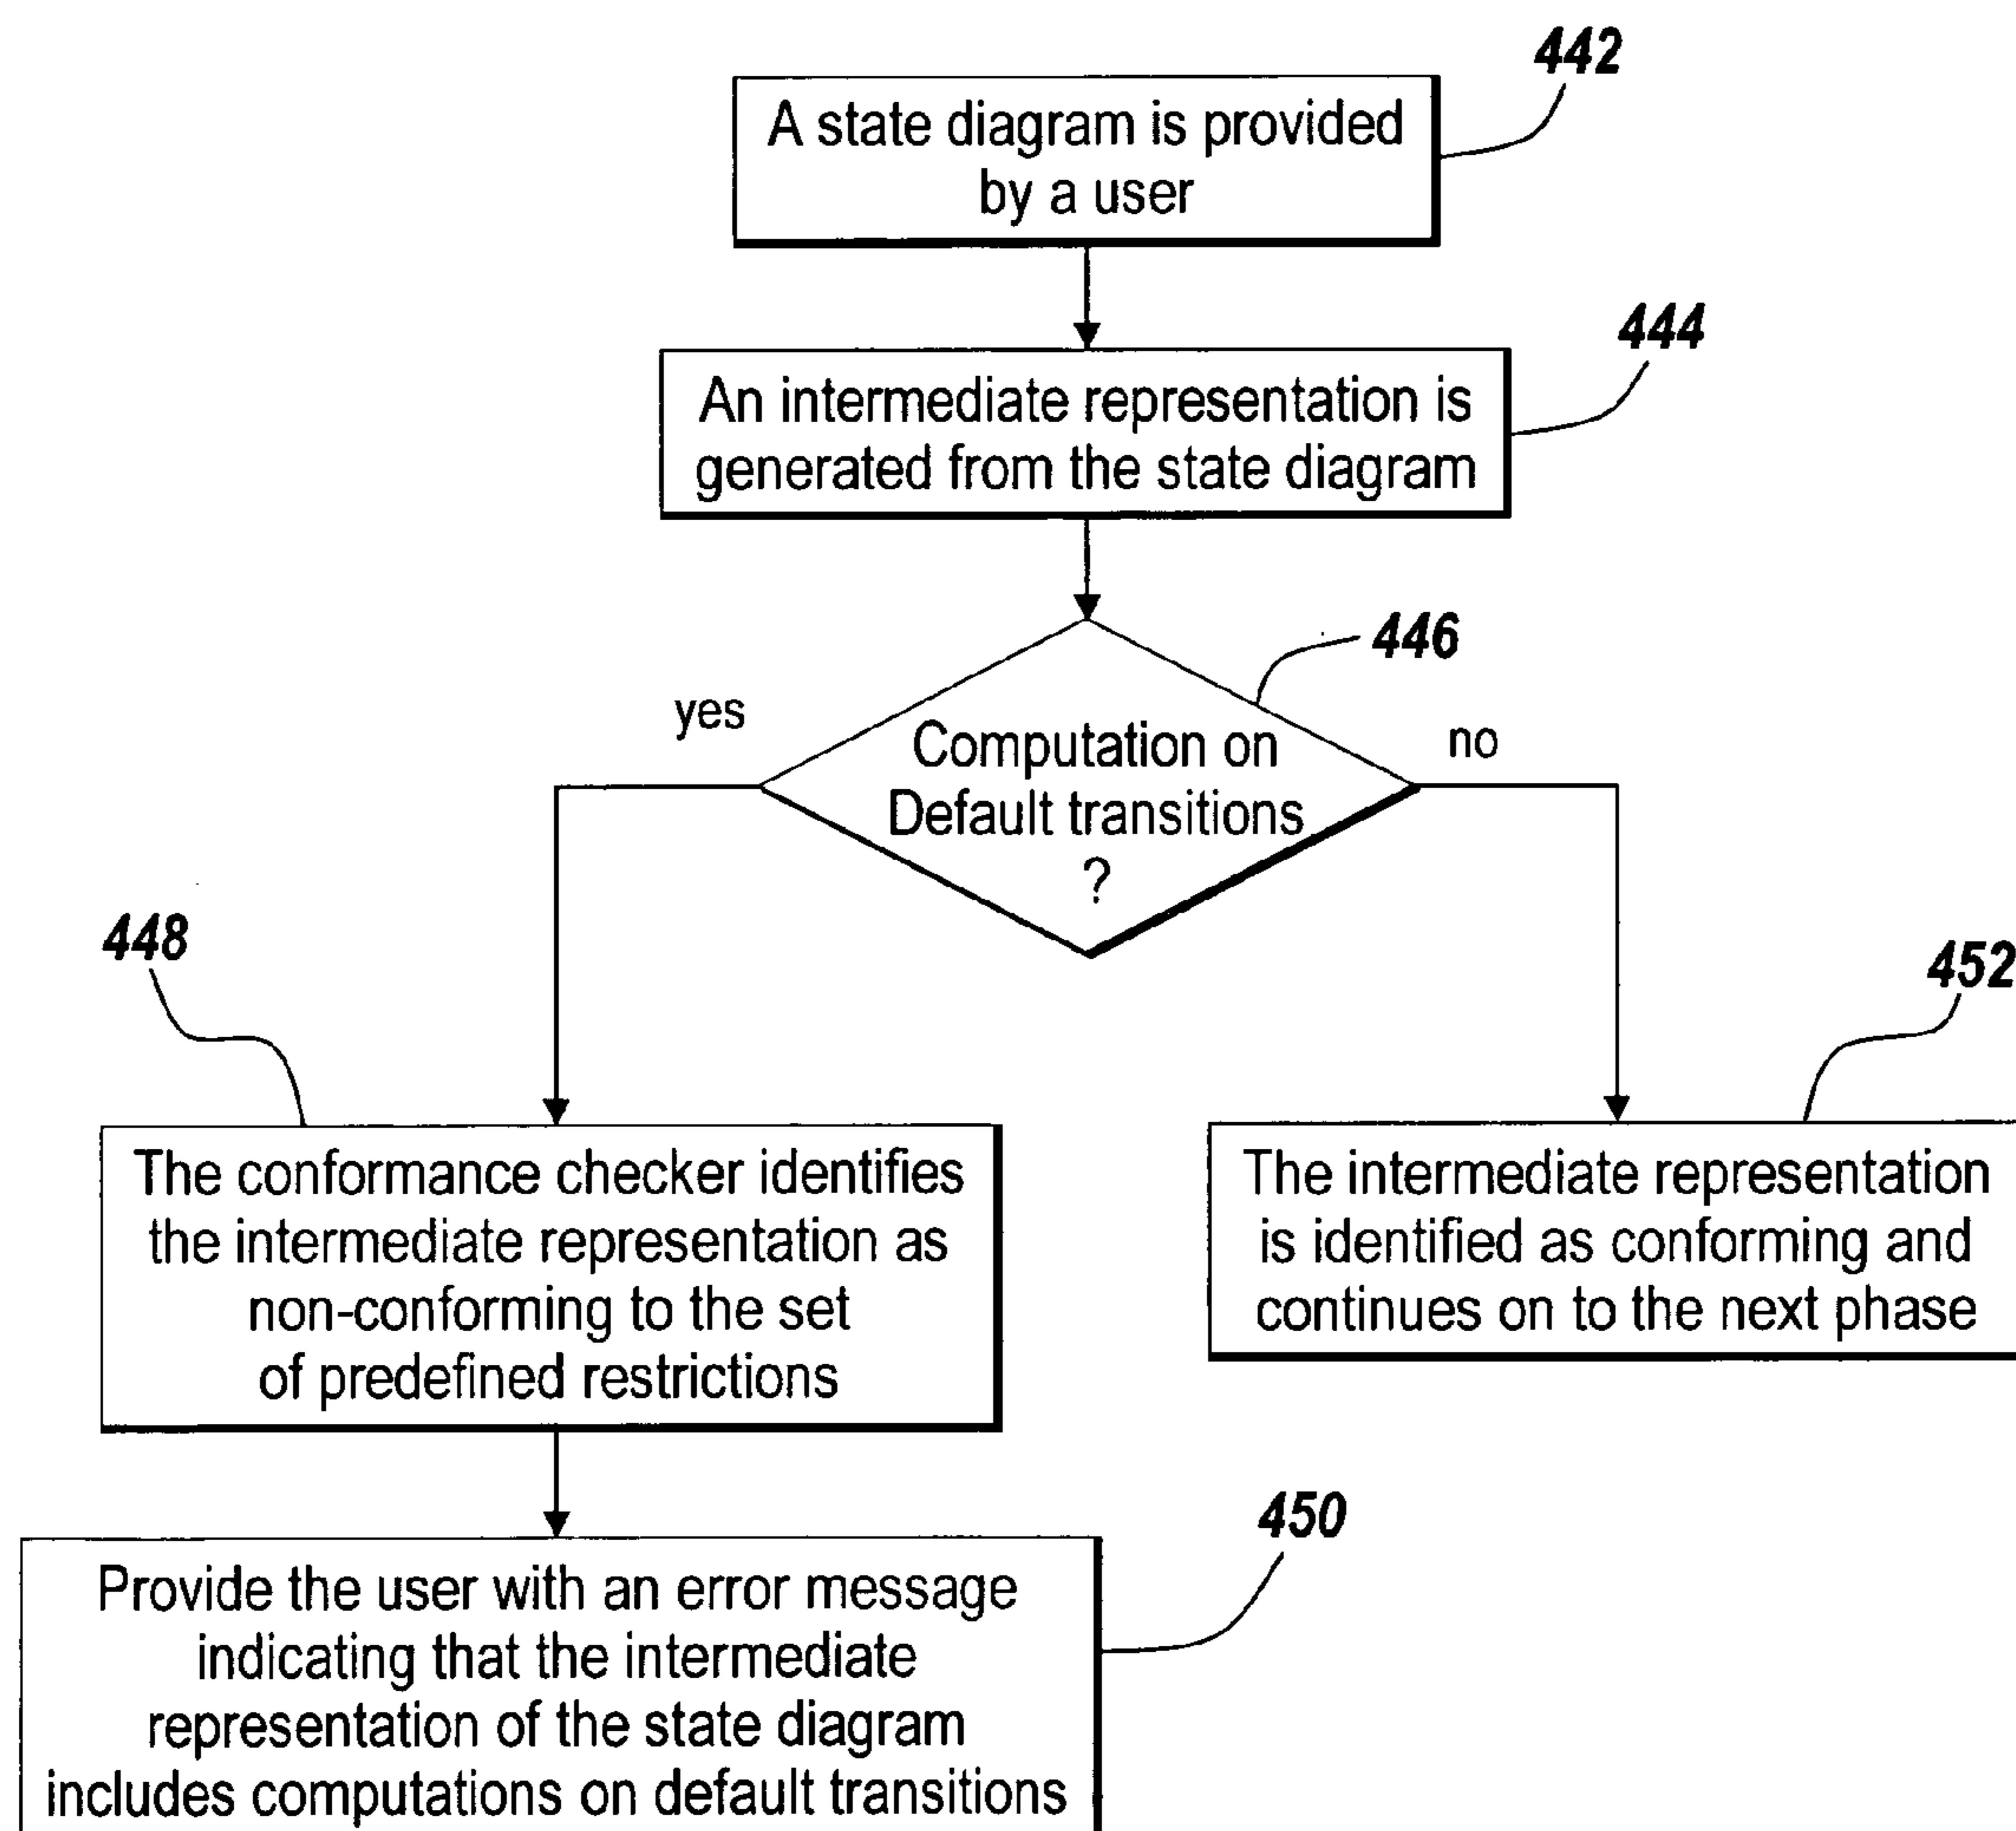 442
A state diagram is provided
by a user
444
An intermediate representation is
generated from the state diagram
446
yes
no
Computation on
Default transitions
?
448
452
The conformance checker identifies
the intermediate representation as
non-conforming to the set
of predefined restrictions
The intermediate representation
is identified as conforming and
continues on to the next phase
450
Provide the user with an error message
indicating that the intermediate
representation of the state diagram
includes computations on default transitions